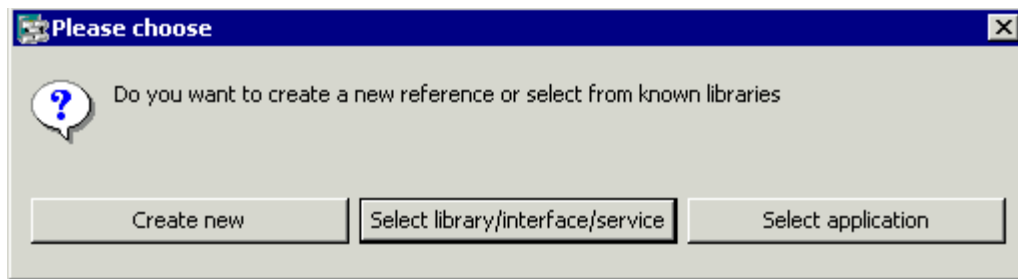 Please choose
Do you want to create a new reference or select from known libraries
Create new
Select library/interface/service
Select application